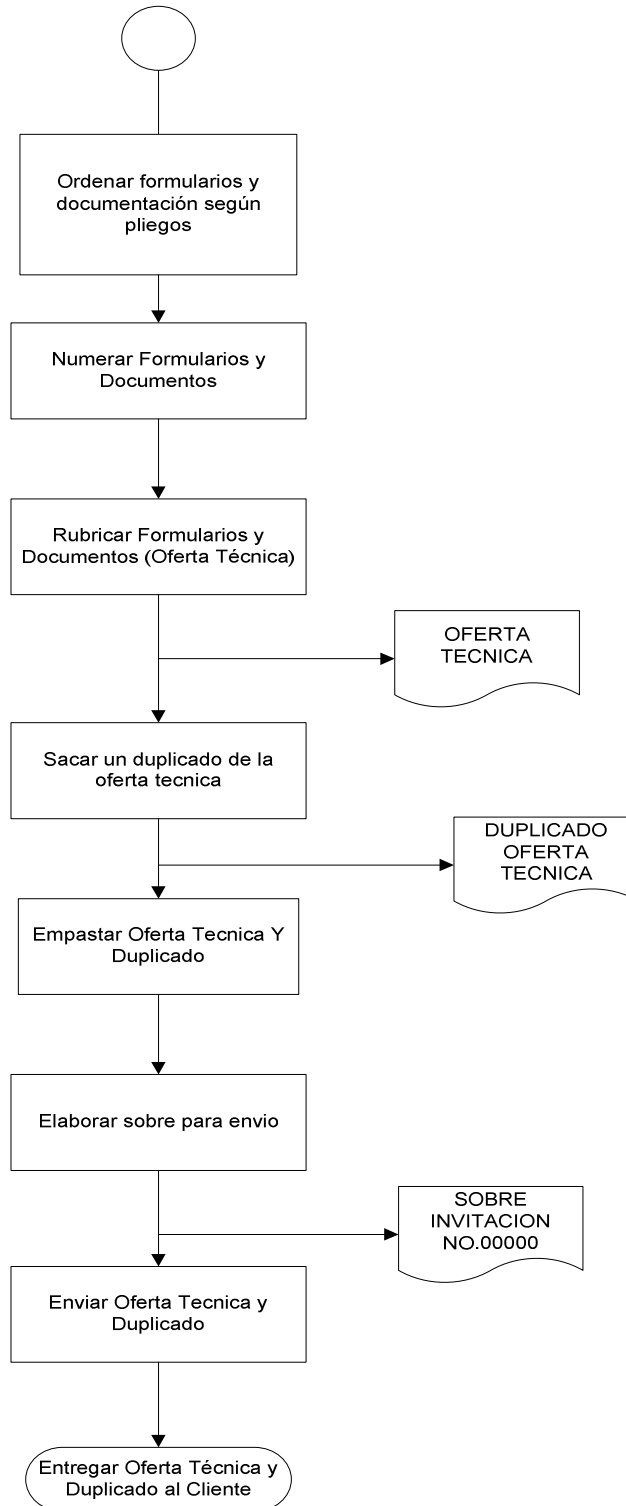 Ordenar formularios y
documentación según
pliegos
Numerar Formularios y
Documentos
Rubricar Formularios y
Documentos (Oferta Técnica)
OFERTA
TECNICA
Sacar un duplicado de la
oferta tecnica
DUPLICADO
OFERTA
TECNICA
Empastar Oferta Tecnica Y
Duplicado
Elaborar sobre para envio
SOBRE
INVITACION
NO.00000
Enviar Oferta Tecnica y
Duplicado
Entregar Oferta Técnica y
Duplicado al Cliente